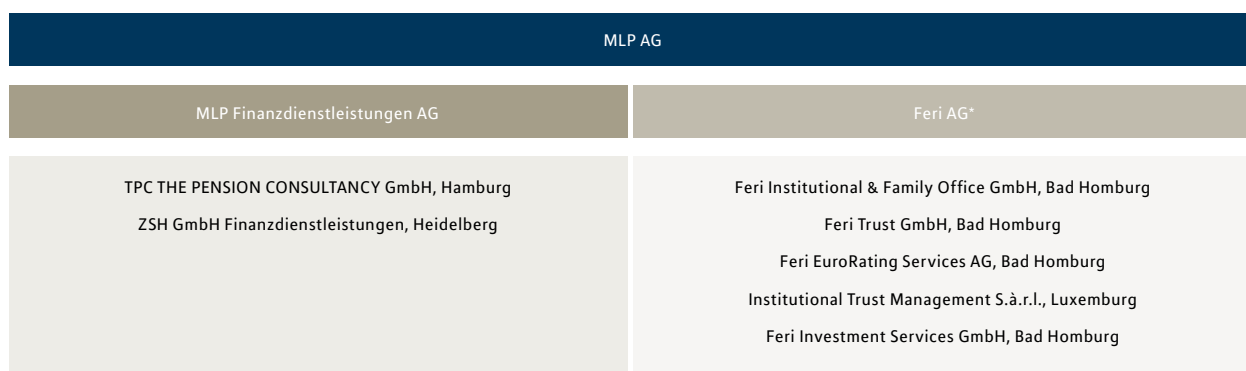 MLP AG
MLP Finanzdienstleistungen AG
Feri AG*
TPC THE PENSION CONSULTANCY GmbH, Hamburg
ZSH GmbH Finanzdienstleistungen, Heidelberg
Feri Institutional & Family Office GmbH, Bad Homburg
Feri Trust GmbH, Bad Homburg
Feri EuroRating Services AG, Bad Homburg
Institutional Trust Management S.à.r.l., Luxemburg
Feri Investment Services GmbH, Bad Homburg